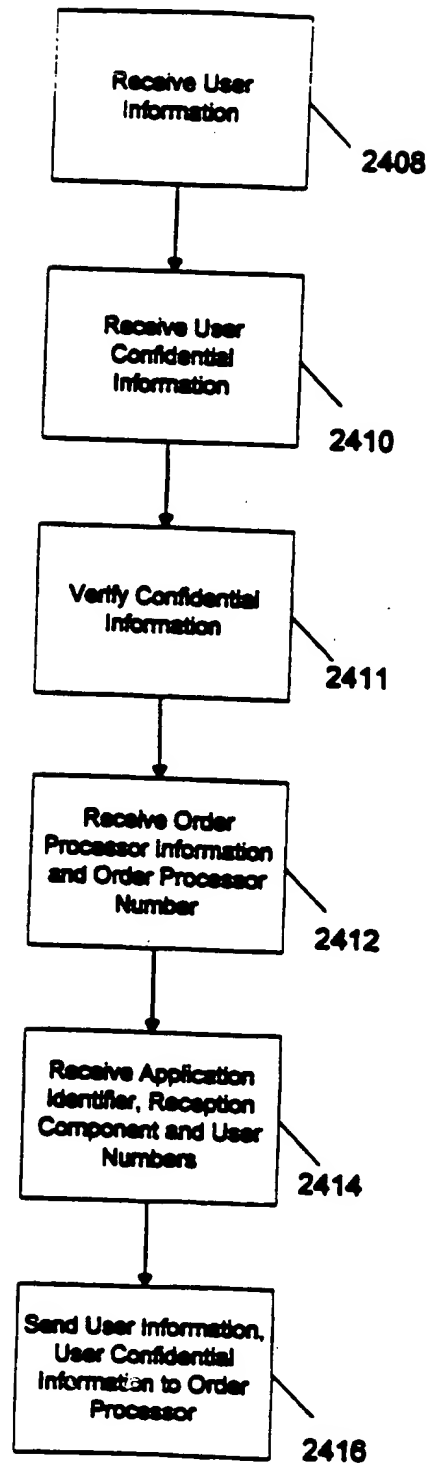 Receive User
Information
2408
Receive User
Confidential
Information
2410
Verify Confidential
Information
2411
Receive Order
Processor Information
and Order Processor
Number
2412
Receive Application
Identifier, Reception
Component and User
Numbers
2414
Send User Information,
User Confidential
Information to Order
Processor
2416